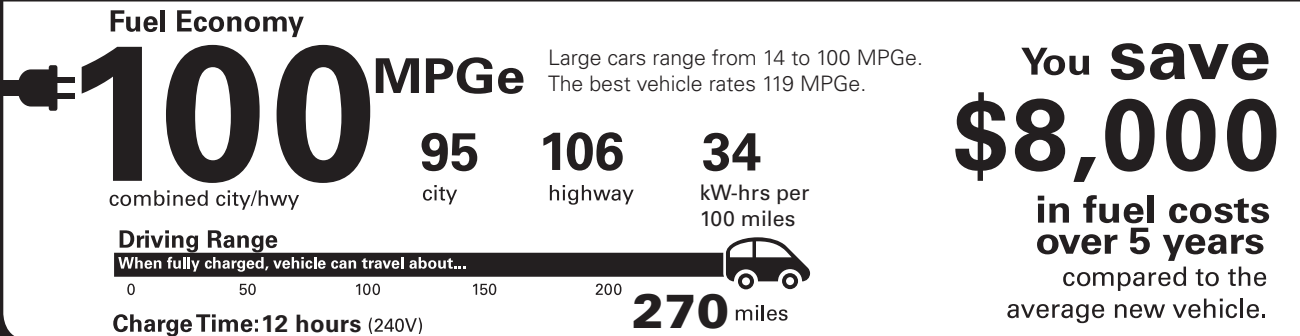 Fuel Economy
100 MPGe
combined city/hwy
Large cars range from 14 to 100 MPGe.
The best vehicle rates 119 MPGe.
95
city
106
highway
34
kW-hrs per
100 miles
Driving Range
When fully charged, vehicle can travel about...
0 50 100 150 200
270 miles
Charge Time: 12 hours (240V)
You save
$8,000
in fuel costs
over 5 years
compared to the
average new vehicle.